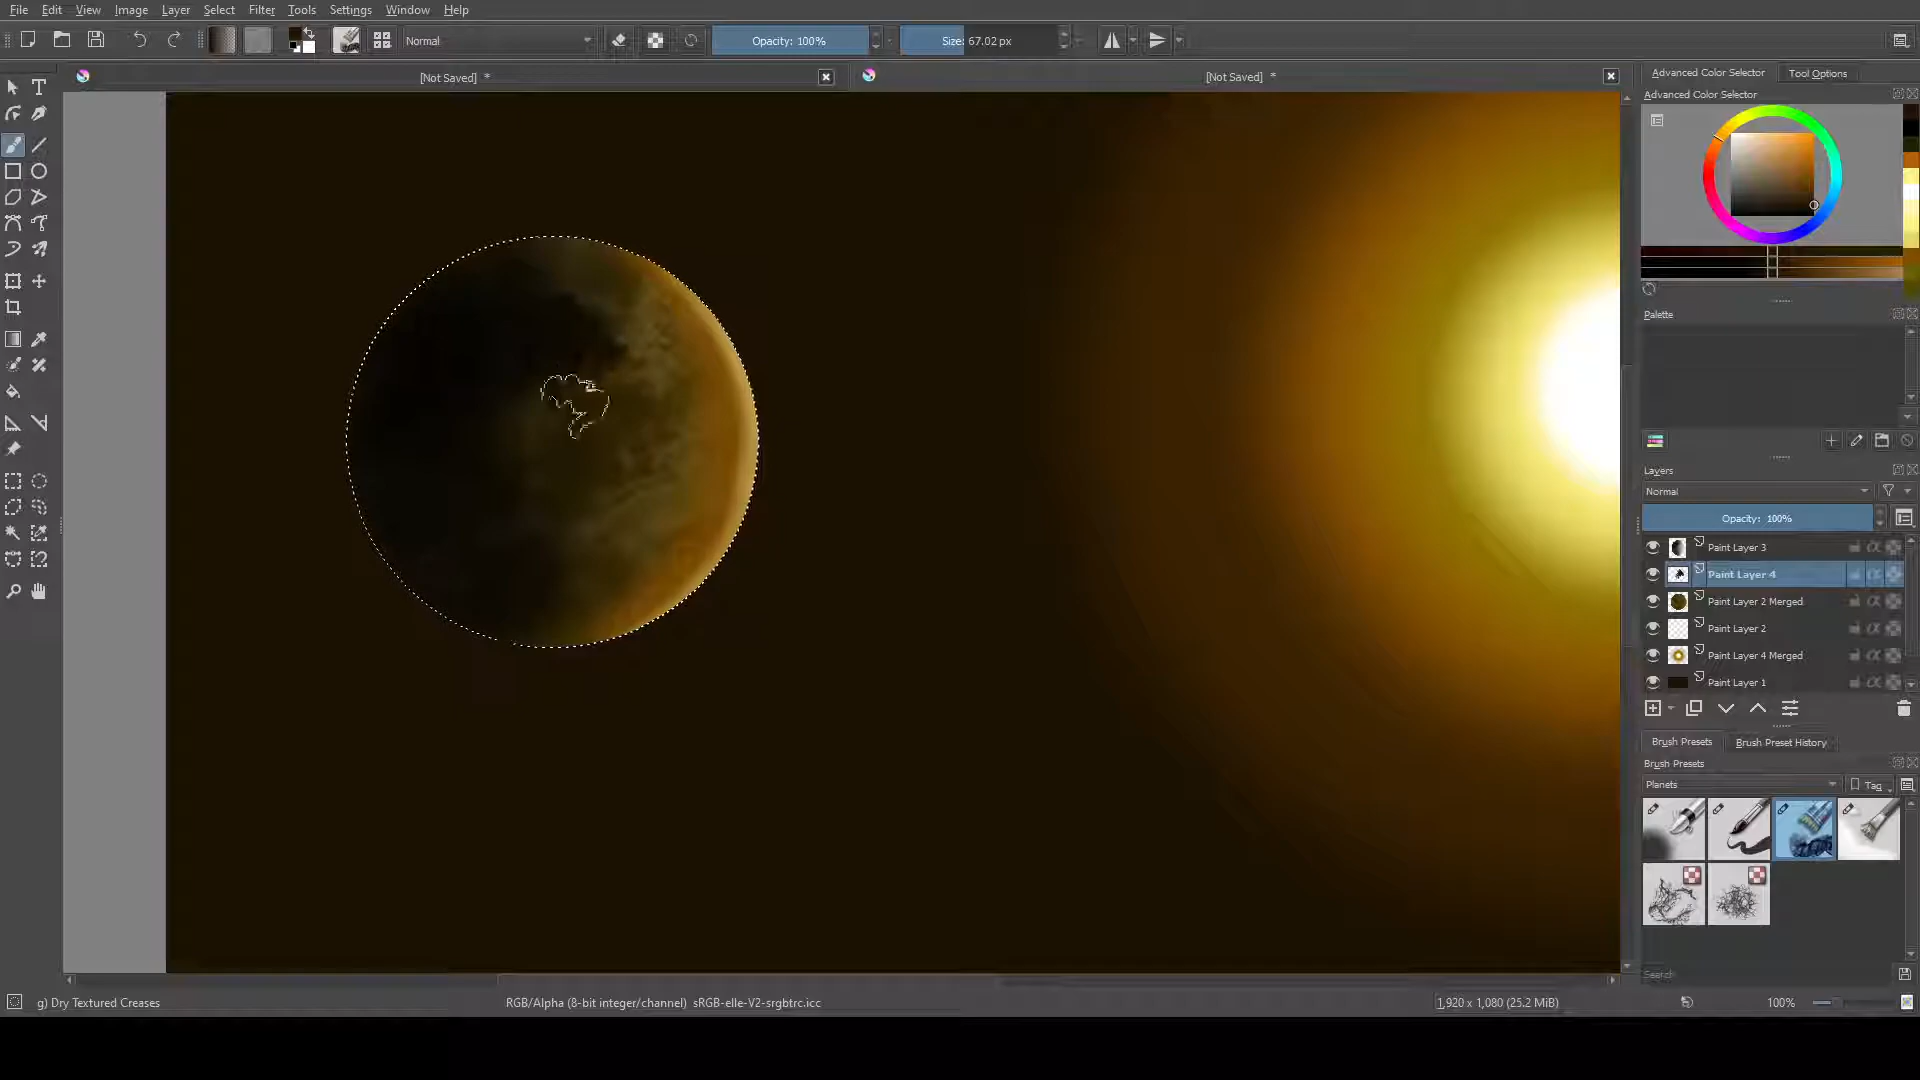 File Edit View Image Layer Select Filter Tools Settings Window Help
Normal Opacity: 100% Size: 67.02 px
[Not Saved] * [Not Saved] *
Advanced Color Selector Tool Options
Advanced Color Selector
Palette
Layers
Normal
Opacity: 100%
Paint Layer 3
Paint Layer 4
Paint Layer 2 Merged
Paint Layer 2
Paint Layer 4 Merged
Paint Layer 1
Brush Presets Brush Preset History
Brush Presets
Planets Tag
Search
g) Dry Textured Creases RGB/Alpha (8-bit integer/channel) sRGB-elle-V2-srgbtrc.icc 1,920 x 1,080 (25.2 MiB) 100%